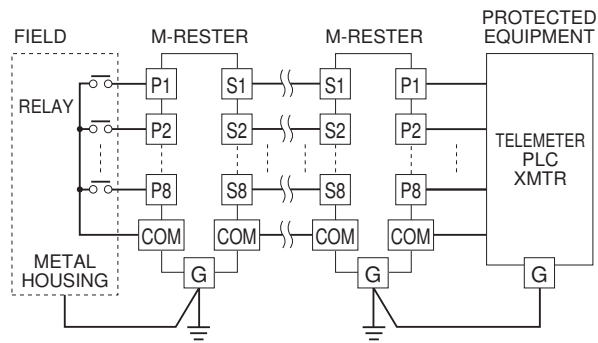 FIELD
M-RESTER
M-RESTER
PROTECTED
EQUIPMENT
RELAY
P1
S1
S1
P1
P2
S2
S2
P2
TELEMETER
PLC
XMTR
P8
S8
S8
P8
COM
COM
COM
COM
METAL
HOUSING
G
G
G